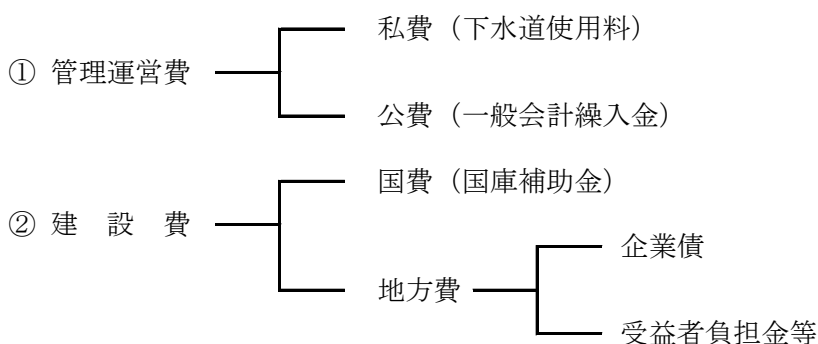 私費（下水道使用料）
① 管理運営費
公費（一般会計繰入金）
国費（国庫補助金）
② 建　設　費
企業債
地方費
受益者負担金等